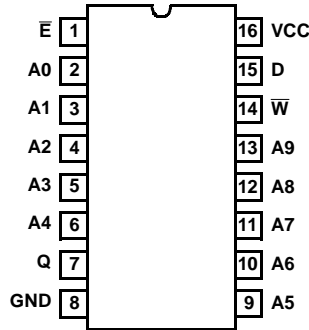 E̅ 1 16 VCC
A0 2 15 D
A1 3 14 W̅
A2 4 13 A9
A3 5 12 A8
A4 6 11 A7
Q 7 10 A6
GND 8 9 A5